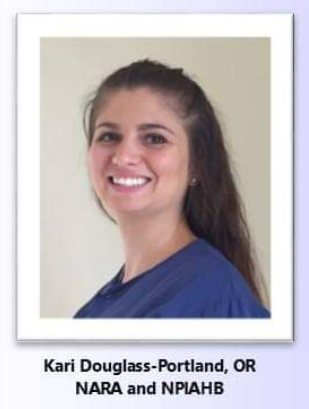 Kari Douglass-Portland, OR
NARA and NPIAHB